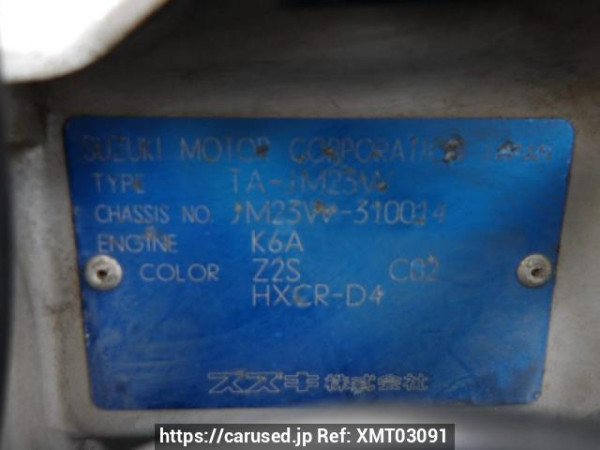 SUZUKI MOTOR CORPORATION JAPAN
TYPE TA-JM23W
CHASSIS NO. JM23W-310014
ENGINE K6A
COLOR Z2S C62
HXCR-D4
スズキ株式会社
https://carused.jp Ref: XMT03091